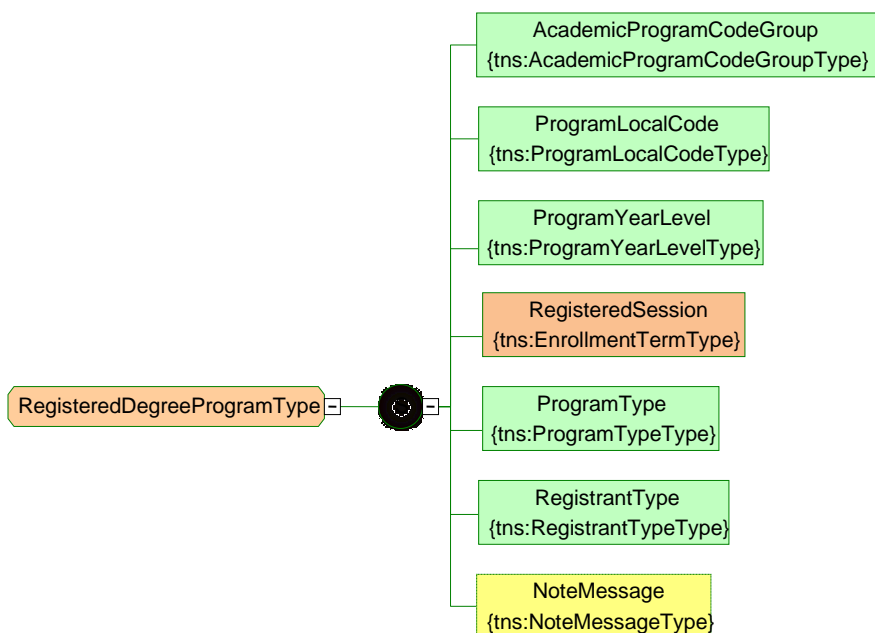 AcademicProgramCodeGroup
{tns:AcademicProgramCodeGroupType}
ProgramLocalCode
{tns:ProgramLocalCodeType}
ProgramYearLevel
{tns:ProgramYearLevelType}
RegisteredSession
{tns:EnrollmentTermType}
RegisteredDegreeProgramType
ProgramType
{tns:ProgramTypeType}
RegistrantType
{tns:RegistrantTypeType}
NoteMessage
{tns:NoteMessageType}